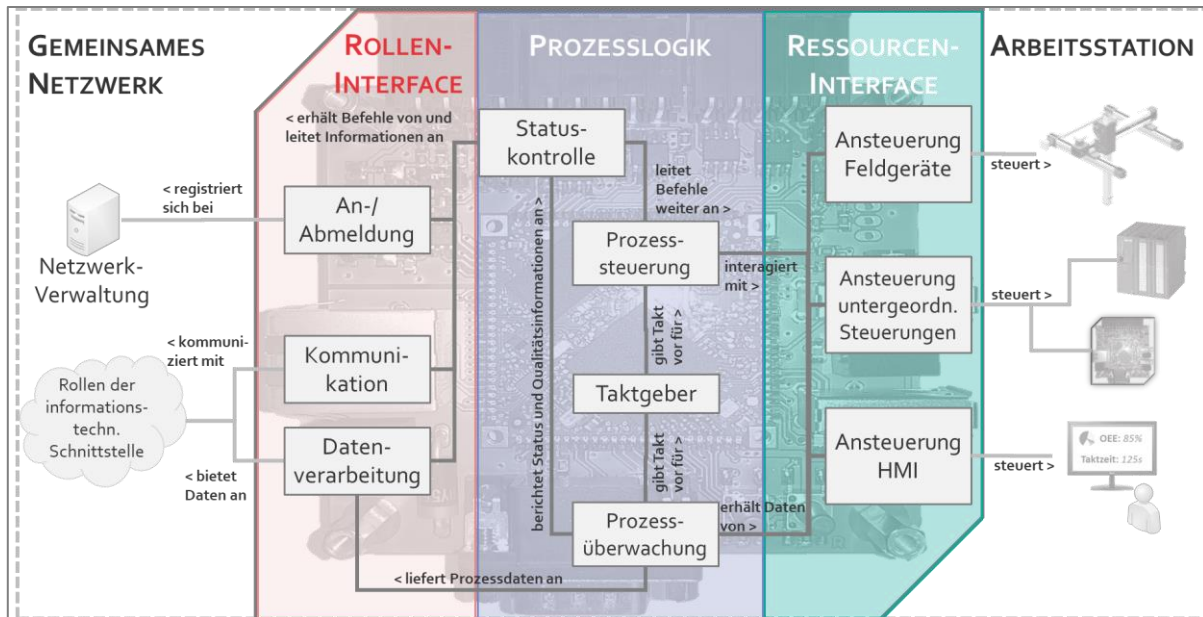 GEMEINSAMES
NETZWERK
ROLLEN-
INTERFACE
PROZESSLOGIK
RESSOURCEN-
INTERFACE
ARBEITSSTATION
< erhält Befehle von und
leitet Informationen an
Status-
kontrolle
Ansteuerung
Feldgeräte
steuert >
leitet
Befehle
weiter an >
< registriert
sich bei
An-/
Abmeldung
Netzwerk-
Verwaltung
berichtet Status und Qualitätsinformationen an >
Prozess-
steuerung
interagiert
mit >
Ansteuerung
untergeordn.
Steuerungen
steuert >
gibt Takt
vor für >
< kommuni-
ziert mit
Kommuni-
kation
Rollen der
informations-
techn.
Schnittstelle
Taktgeber
Daten-
verarbeitung
< bietet
Daten an
gibt Takt
vor für >
Ansteuerung
HMI
steuert >
OEE: 85%
Taktzeit: 125s
Prozess-
überwachung
erhält Daten
von >
< liefert Prozessdaten an